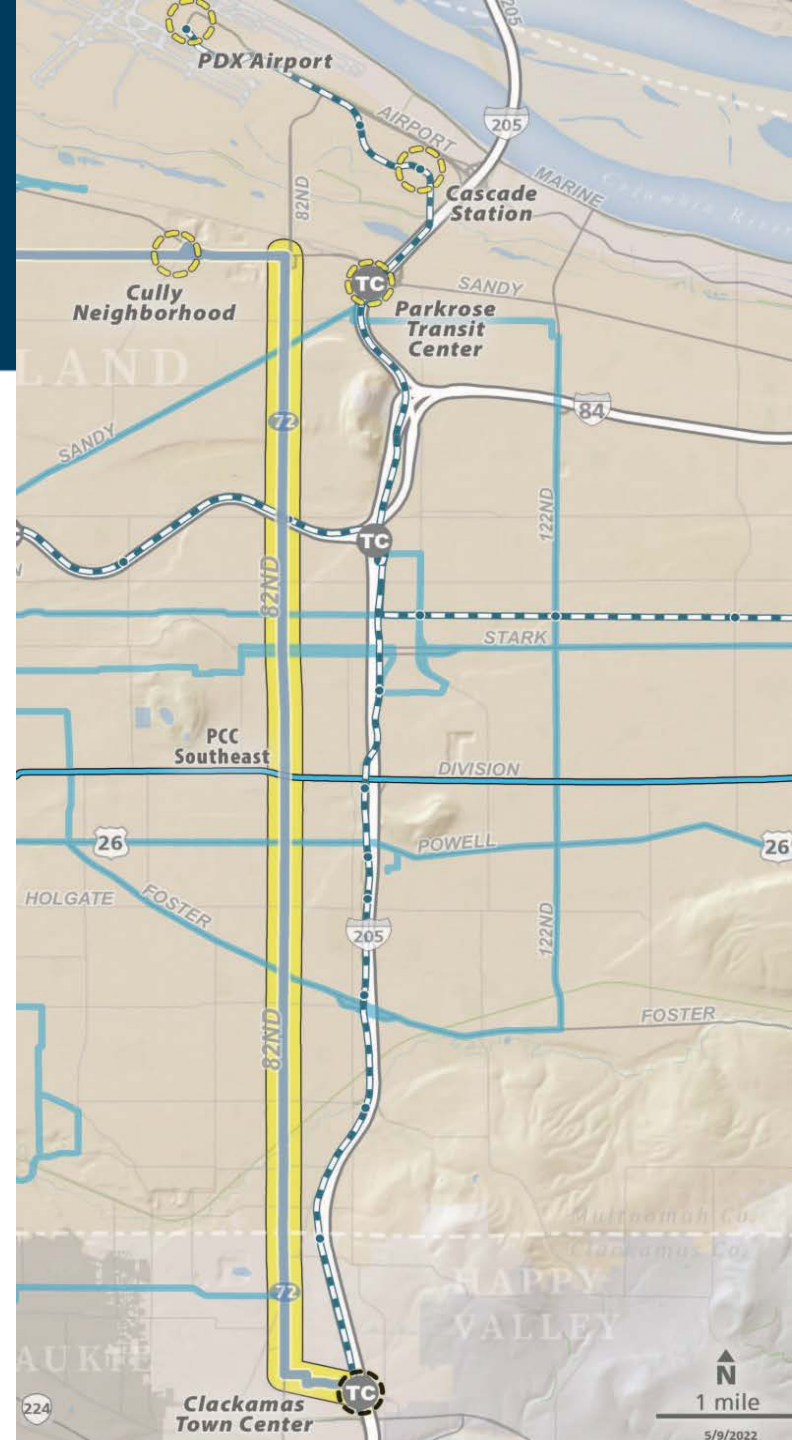 205
PDX Airport
AIRPORT
205
82ND
MARINE
Cascade
Station
Columbia River
TC
SANDY
Cully
Neighborhood
Parkrose
Transit
Center
LAND
84
72
SANDY
122ND
TC
82ND
STARK
PCC
Southeast
DIVISION
26
POWELL
26
HOLGATE
FOSTER
205
122ND
FOSTER
82ND
Multnomah Co.
Clackamas Co.
72
HAPPY
VALLEY
AUKIE
N
TC
1 mile
224
Clackamas
Town Center
5/9/2022